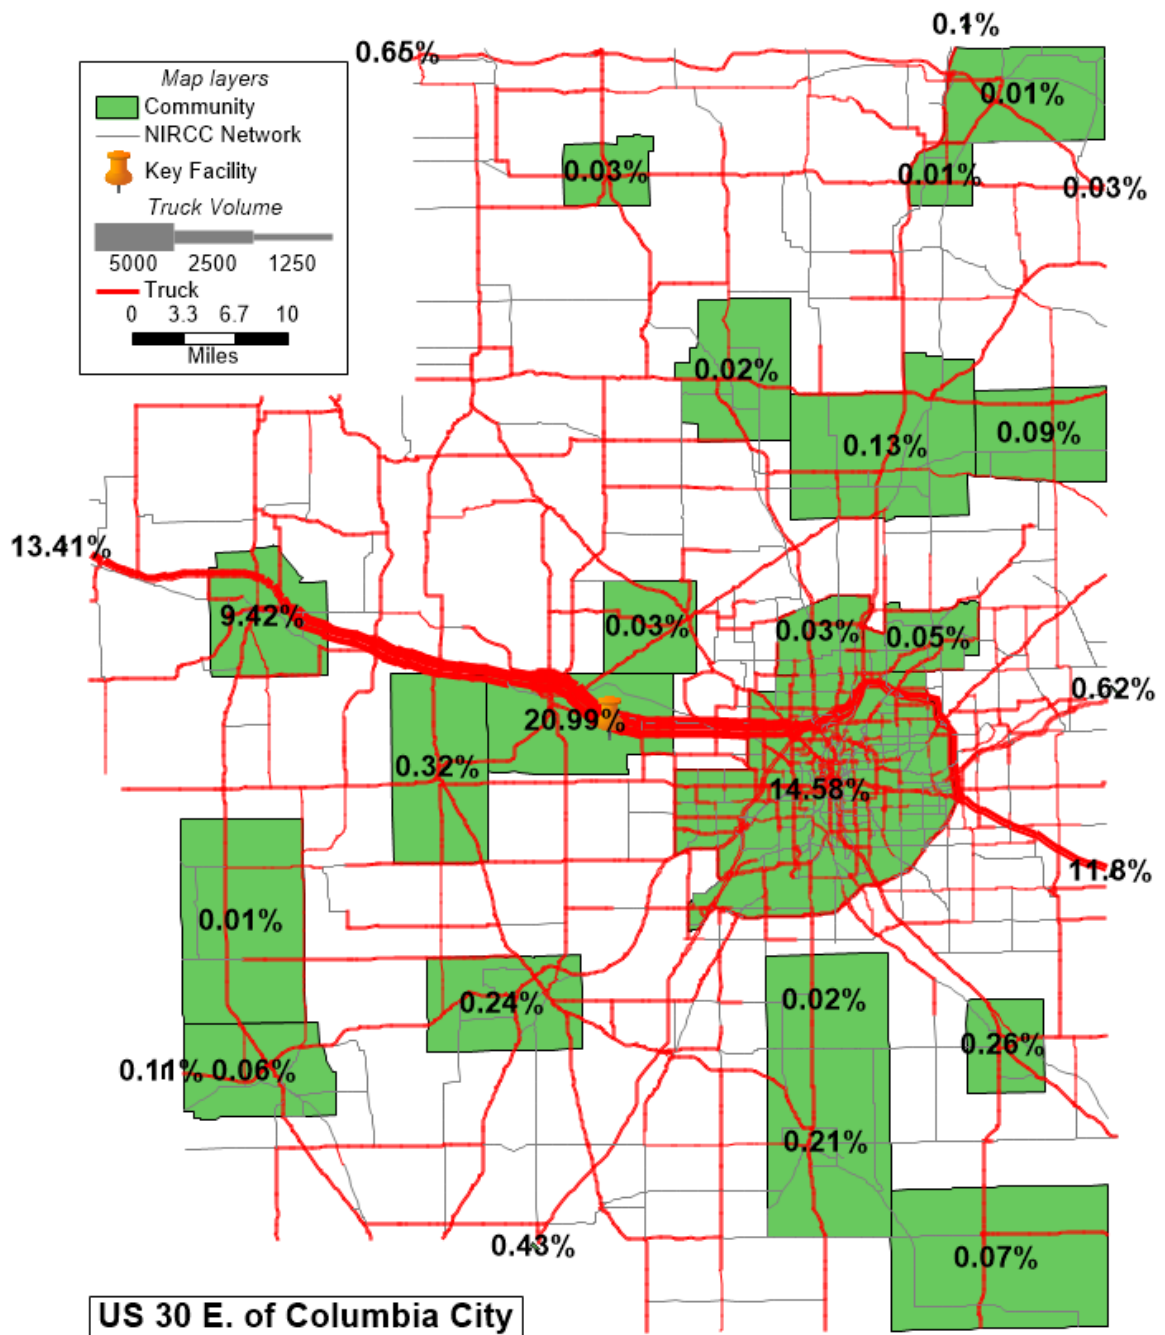 0.1%
0.65%
Map layers
Community
NIRCC Network
Key Facility
Truck Volume
5000 2500 1250
Truck
0 3.3 6.7 10
Miles
0.01%
0.03%
0.01%
0.03%
0.02%
0.13%
0.09%
13.41%
9.42%
0.03%
0.03%
0.05%
0.62%
20.99%
0.32%
14.58%
11.8%
0.01%
0.24%
0.02%
0.26%
0.11% 0.06%
0.21%
0.43%
0.07%
US 30 E. of Columbia City